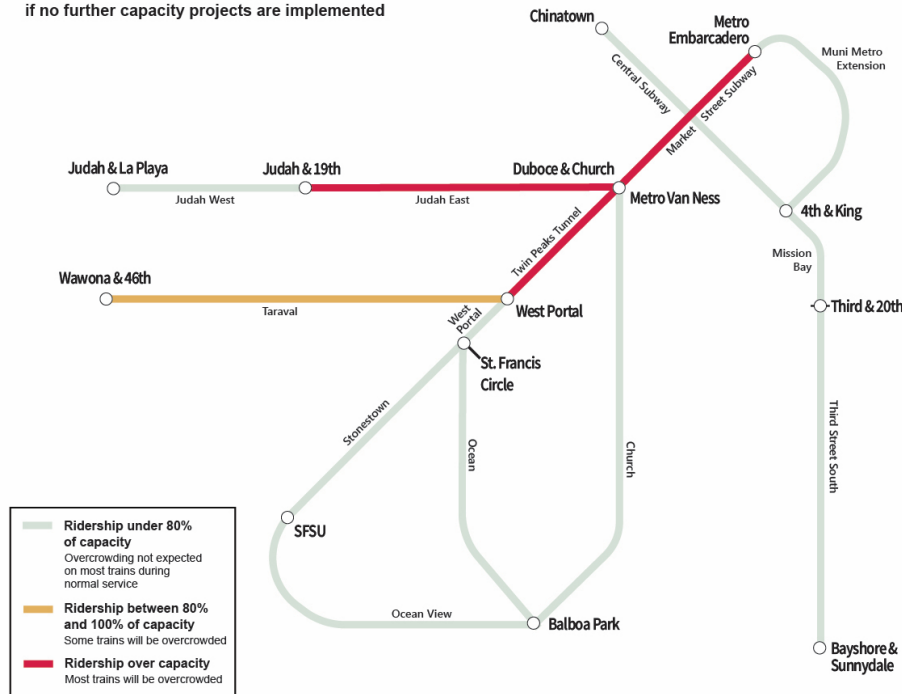 if no further capacity projects are implemented
Chinatown
Metro
Embarcadero
Muni Metro
Extension
Central Subway
Market Street Subway
Judah & La Playa
Judah & 19th
Duboce & Church
Judah West
Judah East
Metro Van Ness
4th & King
Twin Peaks Tunnel
Mission
Bay
Wawona & 46th
Taraval
West
Portal
West Portal
Third & 20th
St. Francis
Circle
Stonestown
Ocean
Church
Third Street South
SFSU
Ocean View
Balboa Park
Bayshore &
Sunnydale
Ridership under 80%
of capacity
Overcrowding not expected
on most trains during
normal service
Ridership between 80%
and 100% of capacity
Some trains will be overcrowded
Ridership over capacity
Most trains will be overcrowded